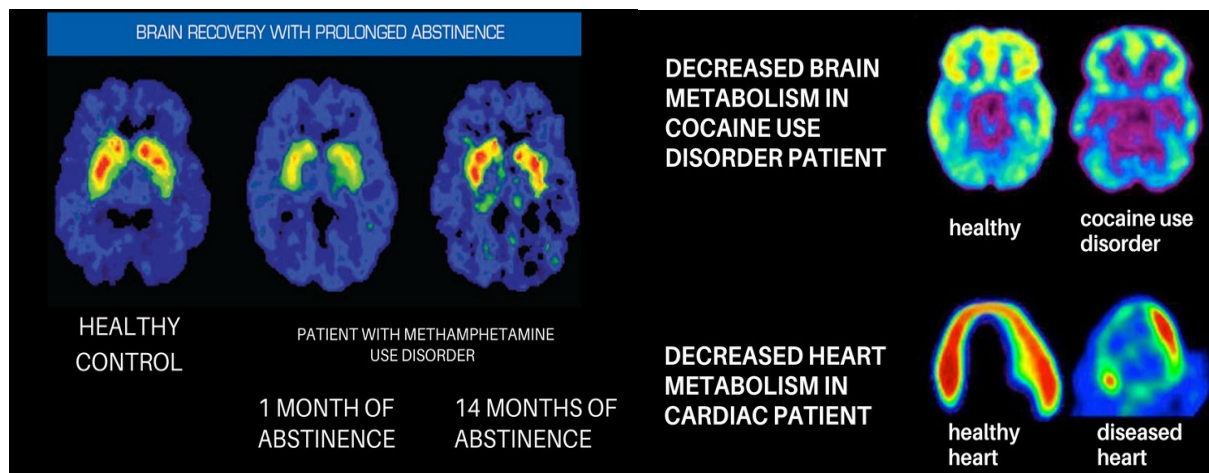 BRAIN RECOVERY WITH PROLONGED ABSTINENCE
HEALTHY
CONTROL
PATIENT WITH METHAMPHETAMINE
USE DISORDER
1 MONTH OF
ABSTINENCE
14 MONTHS OF
ABSTINENCE
DECREASED BRAIN
METABOLISM IN
COCAINE USE
DISORDER PATIENT
healthy
cocaine use
disorder
DECREASED HEART
METABOLISM IN
CARDIAC PATIENT
healthy
heart
diseased
heart